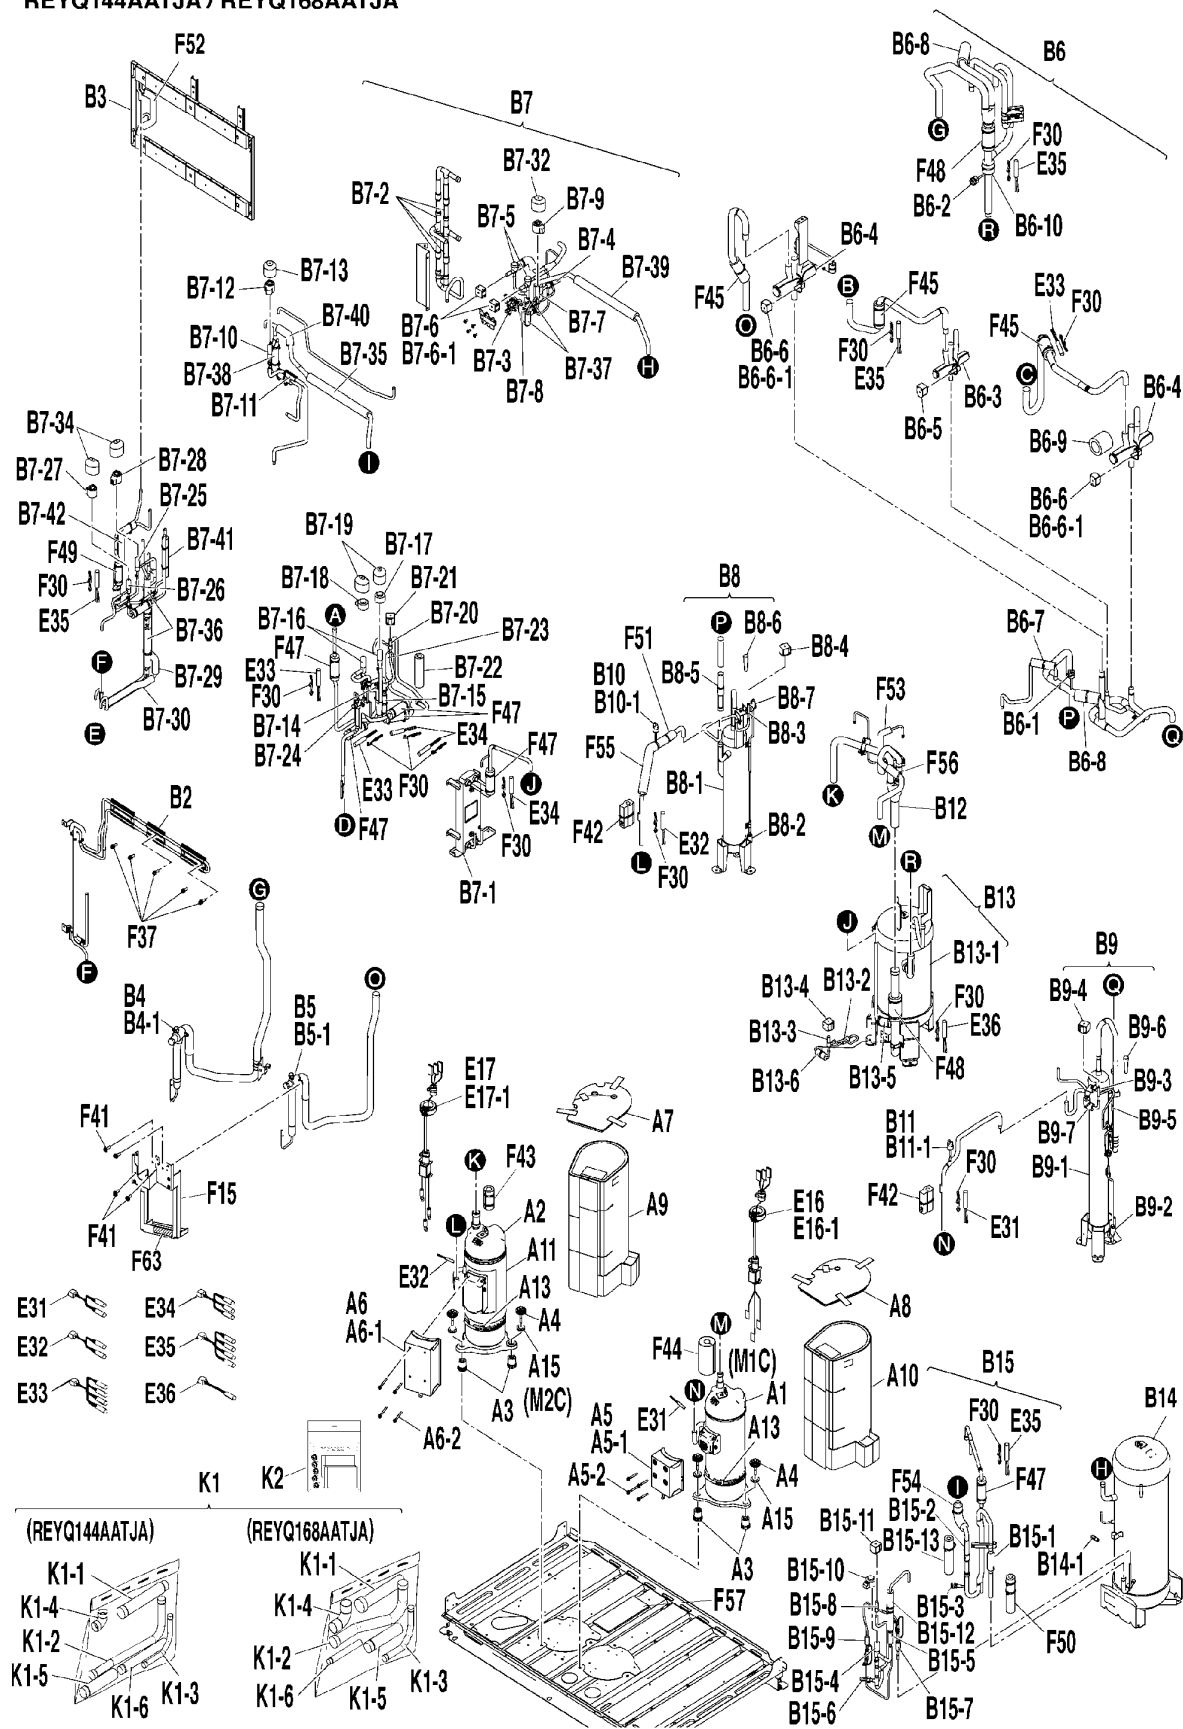 REYQ144AATJA / REYQ168AATJA
F52
B3
B7
B7-32
B7-2
B7-5
B7-9
B7-4
B7-39
B7-6
B7-6-1
B7-3
B7-8
B7-7
B7-37
H
B6
B6-8
G
F30
E35
F48
B6-2
B6-10
R
F45
O
B6-4
B6-6
B6-6-1
B
F45
F30
E35
B6-3
B6-5
E33
F30
F45
C
B6-4
B6-9
B6-6
B6-6-1
B7-13
B7-12
B7-40
B7-10
B7-35
B7-38
B7-11
I
B7-34
B7-27
B7-28
B7-25
B7-42
B7-41
F49
F30
B7-26
E35
B7-36
F
B7-29
E
B7-30
B7-19
B7-17
B7-18
B7-21
A
B7-16
B7-20
F47
B7-23
E33
B7-22
F30
B7-15
B7-14
F47
B7-24
E34
E33
F30
D
F47
F47
J
E34
F30
B7-1
B8
P
B8-6
F51
B8-4
B10
B10-1
B8-5
B8-7
B8-3
F55
B8-1
F42
B8-2
E32
L
F30
F53
K
F56
B12
M
B6-7
B6-1
P
B6-8
Q
B2
F37
F
G
O
B4
B4-1
B5
B5-1
F41
F15
F41
F63
R
B13
J
B13-1
B13-4
B13-2
F30
B13-3
E36
B13-6
B13-5
F48
B9
B9-4
Q
B9-6
B9-3
B9-5
B11
B11-1
B9-7
F30
B9-1
F42
B9-2
N
E31
E17
E17-1
A7
K
F43
A2
A9
L
A11
E32
A13
A6
A6-1
A4
A15
A3
(M2C)
A6-2
E16
E16-1
A8
M
F44
(M1C)
A10
N
A1
E31
A5
A5-1
A13
A5-2
A4
A15
A3
F57
E31
E34
E32
E35
E33
E36
K2
K1
(REYQ144AATJA)
(REYQ168AATJA)
K1-1
K1-4
K1-2
K1-5
K1-3
K1-6
K1-1
K1-4
K1-2
K1-3
K1-6
K1-5
B15
B14
F30
E35
H
I
F54
F47
B15-2
B15-11
B15-13
B15-1
B14-1
B15-10
B15-8
B15-3
B15-12
F50
B15-9
B15-5
B15-4
B15-7
B15-6